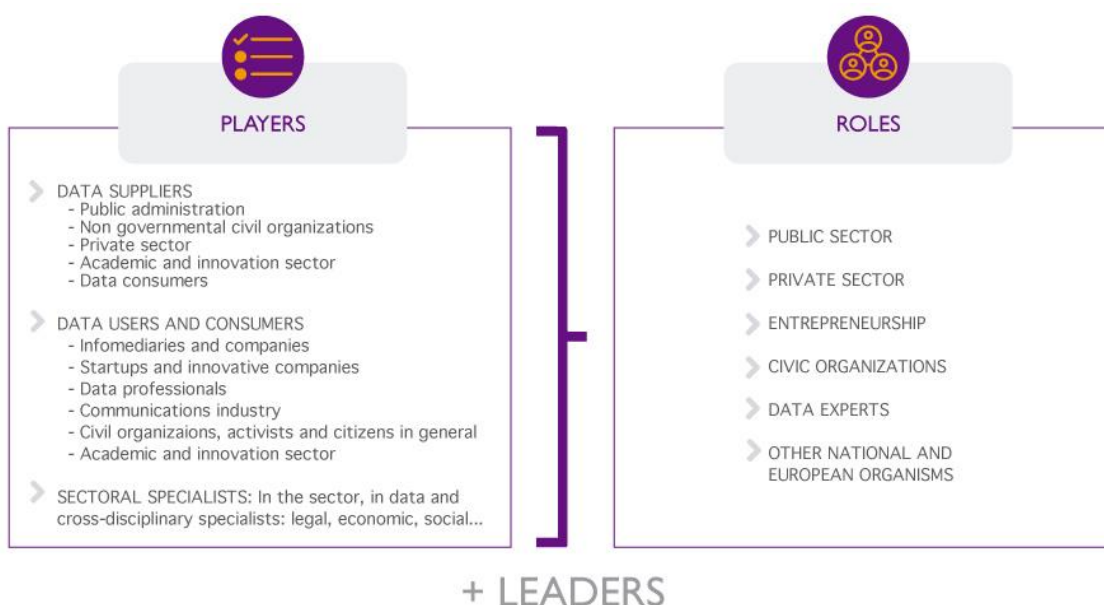 PLAYERS
DATA SUPPLIERS
- Public administration
- Non governmental civil organizations
- Private sector
- Academic and innovation sector
- Data consumers
DATA USERS AND CONSUMERS
- Infomediaries and companies
- Startups and innovative companies
- Data professionals
- Communications industry
- Civil organizaions, activists and citizens in general
- Academic and innovation sector
SECTORAL SPECIALISTS: In the sector, in data and
cross-disciplinary specialists: legal, economic, social...
ROLES
PUBLIC SECTOR
PRIVATE SECTOR
ENTREPRENEURSHIP
CIVIC ORGANIZATIONS
DATA EXPERTS
OTHER NATIONAL AND
EUROPEAN ORGANISMS
+ LEADERS